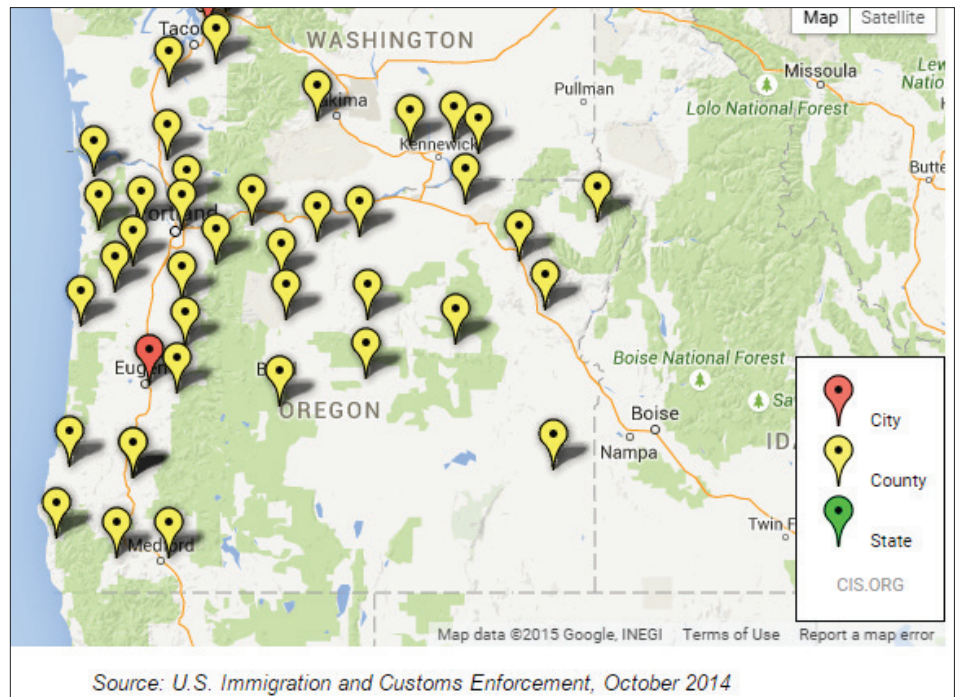 Map Satellite
Taco
WASHINGTON
Missoula
Pullman
Lolo National Forest
Kennewick
Butte
Boise National Forest
OREGON
Boise
Nampa
Twin F
Medford
City
County
State
CIS.ORG
Map data ©2015 Google, INEGI Terms of Use Report a map error
Source: U.S. Immigration and Customs Enforcement, October 2014